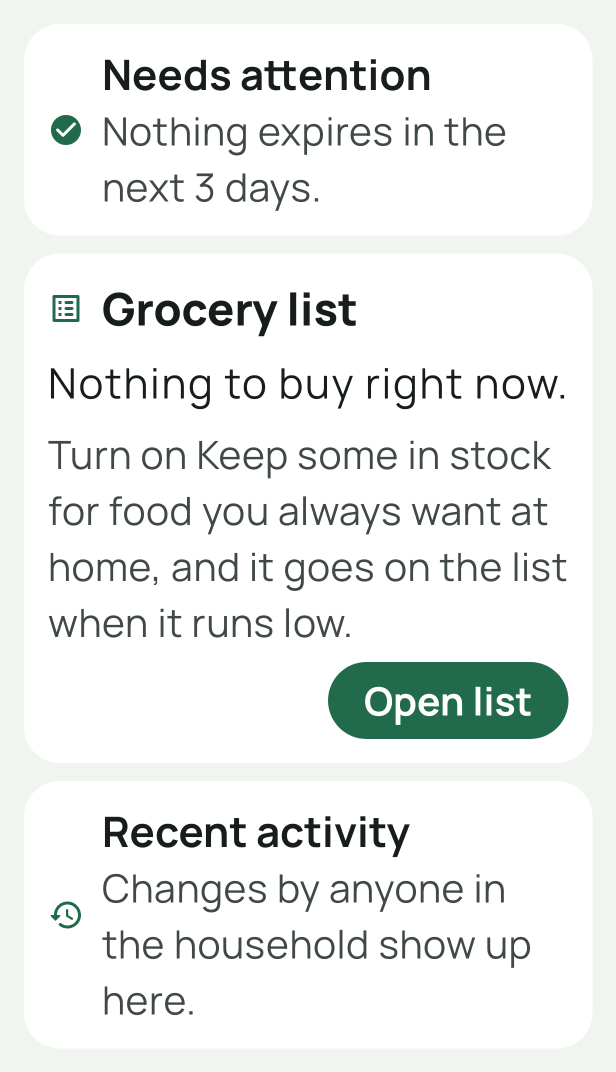 Needs attention
Nothing expires in the
next 3 days.
Grocery list
Nothing to buy right now.
Turn on Keep some in stock
for food you always want at
home, and it goes on the list
when it runs low.
Open list
Recent activity
Changes by anyone in
the household show up
here.